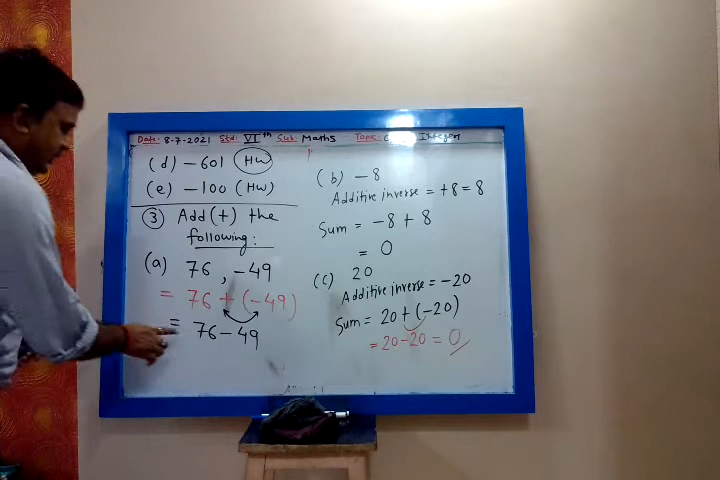 Date: 8-7-2021 Std: VIth Sub: Maths Topic: Integers
(d) -601 (HW)
(e) -100 (HW)
③ Add (+) the
following:
(a) 76, -49
= 76 + (-49)
= 76 - 49
(b) -8
Additive inverse = +8 = 8
Sum = -8 + 8
= 0
(c) 20
Additive inverse = -20
Sum = 20 + (-20)
= 20-20 = 0